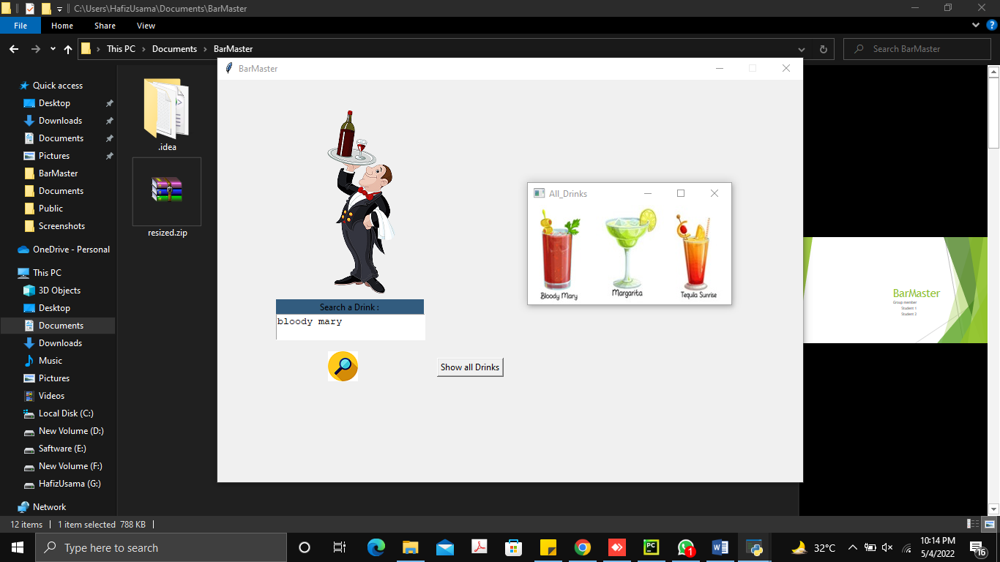 C:\Users\HafizUsama\Documents\BarMaster
File Home Share View
This PC Documents BarMaster
Search BarMaster
Quick access
Desktop
Downloads
Documents
Pictures
BarMaster
Documents
Public
Screenshots
OneDrive - Personal
This PC
3D Objects
Desktop
Documents
Downloads
Music
Pictures
Videos
Local Disk (C:)
New Volume (D:)
Saftware (E:)
New Volume (F:)
HafizUsama (G:)
Network
.idea
resized.zip
BarMaster
Search a Drink :
bloody mary
Show all Drinks
All_Drinks
Bloody Mary Margarita Tequila Sunrise
BarMaster
Group member
Student 1
Student 2
12 items 1 item selected 788 KB
Type here to search
PC
1
32°C
10:14 PM
5/4/2022
16